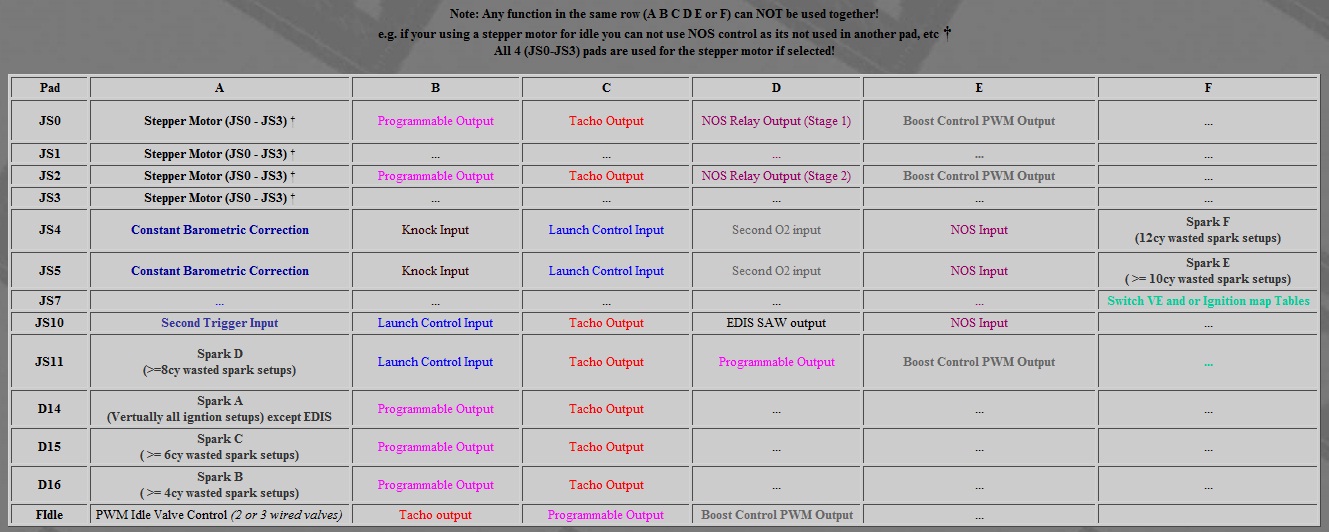 Note: Any function in the same row (A B C D E or F) can NOT be used together!
e.g. if your using a stepper motor for idle you can not use NOS control as its not used in another pad, etc †
All 4 (JS0-JS3) pads are used for the stepper motor if selected!
Pad A B C D E F
JS0 Stepper Motor (JS0 - JS3) † Programmable Output Tacho Output NOS Relay Output (Stage 1) Boost Control PWM Output ...
JS1 Stepper Motor (JS0 - JS3) † ... ... ... ... ...
JS2 Stepper Motor (JS0 - JS3) † Programmable Output Tacho Output NOS Relay Output (Stage 2) Boost Control PWM Output ...
JS3 Stepper Motor (JS0 - JS3) † ... ... ... ... ...
JS4 Constant Barometric Correction Knock Input Launch Control Input Second O2 input NOS Input Spark F
(12cy wasted spark setups)
JS5 Constant Barometric Correction Knock Input Launch Control Input Second O2 input NOS Input Spark E
( >= 10cy wasted spark setups)
JS7 ... ... ... ... ... Switch VE and or Ignition map Tables
JS10 Second Trigger Input Launch Control Input Tacho Output EDIS SAW output NOS Input ...
JS11 Spark D
(>=8cy wasted spark setups) Launch Control Input Tacho Output Programmable Output Boost Control PWM Output ...
D14 Spark A
(Vertually all igntion setups) except EDIS Programmable Output Tacho Output ... ... ...
D15 Spark C
( >= 6cy wasted spark setups) Programmable Output Tacho Output ... ... ...
D16 Spark B
( >= 4cy wasted spark setups) Programmable Output Tacho Output ... ... ...
FIdle PWM Idle Valve Control (2 or 3 wired valves) Tacho output Programmable Output Boost Control PWM Output ... ...